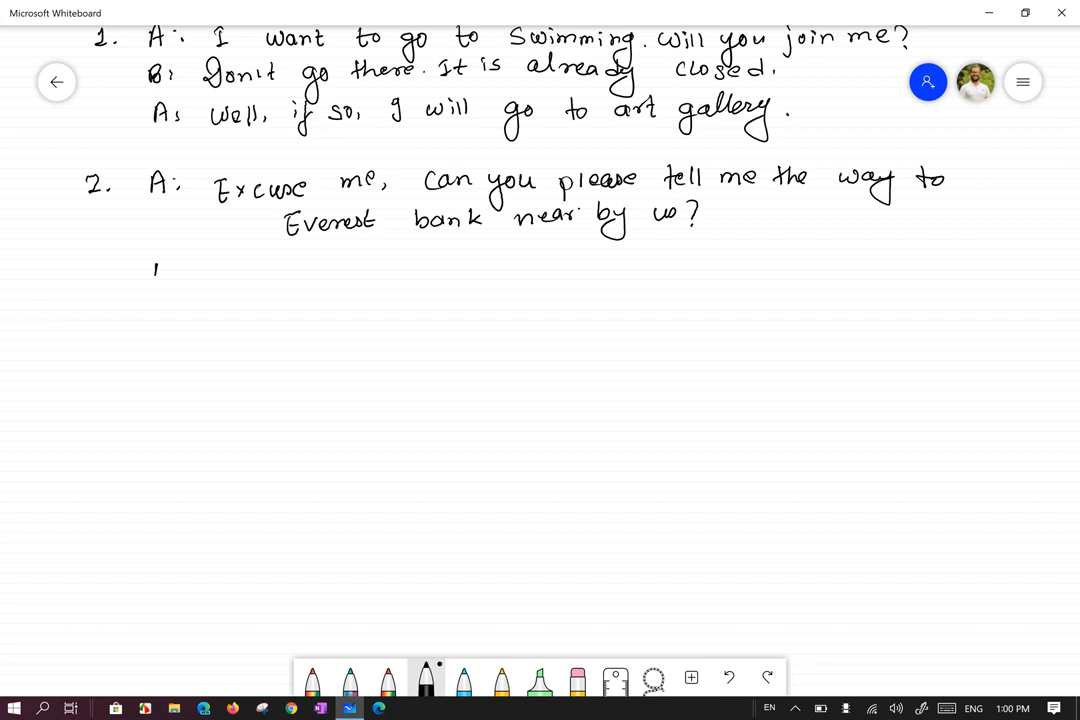 Microsoft Whiteboard
1. A: I want to go to swimming. Will you join me?
B: Don't go there. It is already closed.
A: Well, if so, I will go to art gallery.
2. A: Excuse me, can you please tell me the way to
Everest bank near by us?
EN ENG 1:00 PM